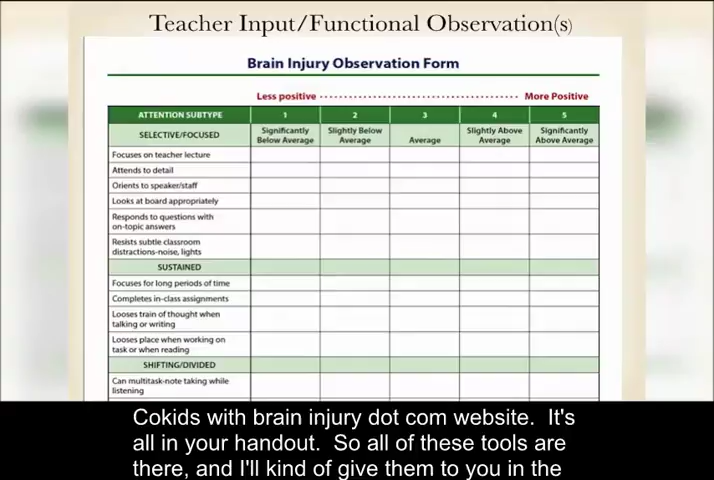 Teacher Input/Functional Observation(s)
Brain Injury Observation Form
Less positive More Positive
ATTENTION SUBTYPE 1 2 3 4 5
SELECTIVE/FOCUSED Significantly Below Average Slightly Below Average Average Slightly Above Average Significantly Above Average
Focuses on teacher lecture
Attends to detail
Orients to speaker/staff
Looks at board appropriately
Responds to questions with
on-topic answers
Resists subtle classroom
distractions-noise, lights
SUSTAINED
Focuses for long periods of time
Completes in-class assignments
Looses train of thought when
talking or writing
Looses place when working on
task or when reading
SHIFTING/DIVIDED
Can multitask-note taking while
listening
Cokids with brain injury dot com website. It's
all in your handout. So all of these tools are
there, and I'll kind of give them to you in the